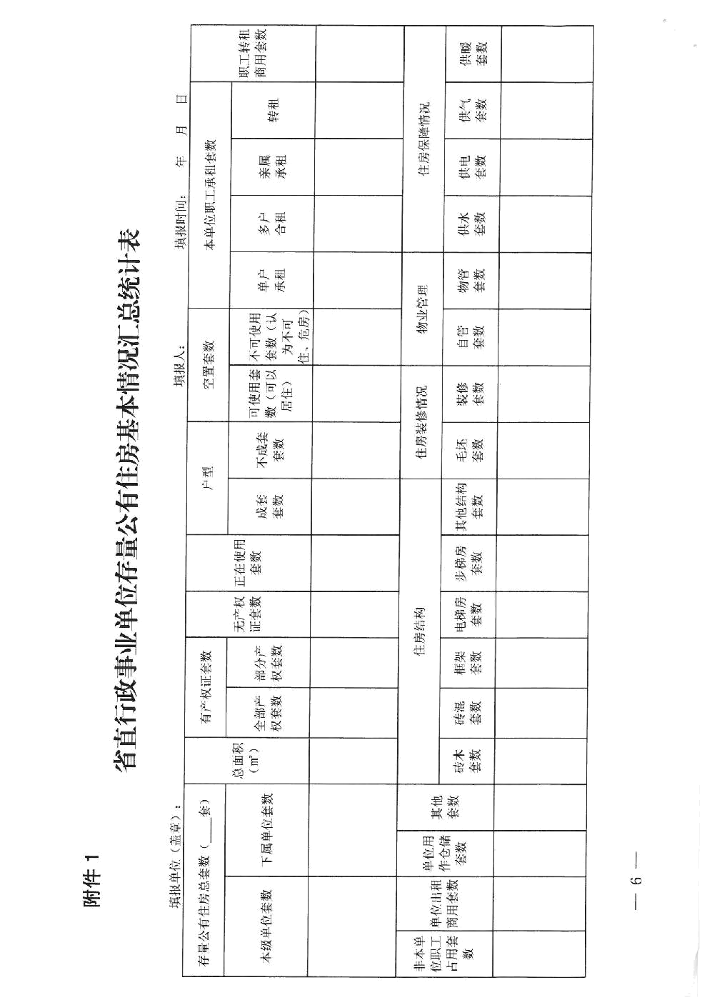 附件 1
省直行政事业单位存量公有住房基本情况汇总统计表
填报单位（盖章）： 填报人： 填报时间： 年 月 日
存量公有住房总套数（___套）
本级单位套数
下属单位套数
总面积
（㎡）
有产权证套数
全部产
权套数
部分产
权套数
无产权
证套数
正在使用
套数
户型
成套
套数
不成套
套数
空置套数
可使用套
数（可以
居住）
不可使用
套数（认
为不可
住、危房）
本单位职工承租套数
单户
承租
多户
合租
亲属
承租
转租
职工转租
商用套数
非本单
位职工
占用套
数
单位出租
商用套数
单位用
作仓储
套数
其他
套数
住房结构
砖木
套数
砖混
套数
框架
套数
电梯房
套数
步梯房
套数
其他结构
套数
住房装修情况
毛坯
套数
装修
套数
物业管理
自管
套数
物管
套数
住房保障情况
供水
套数
供电
套数
供气
套数
供暖
套数
— 6 —